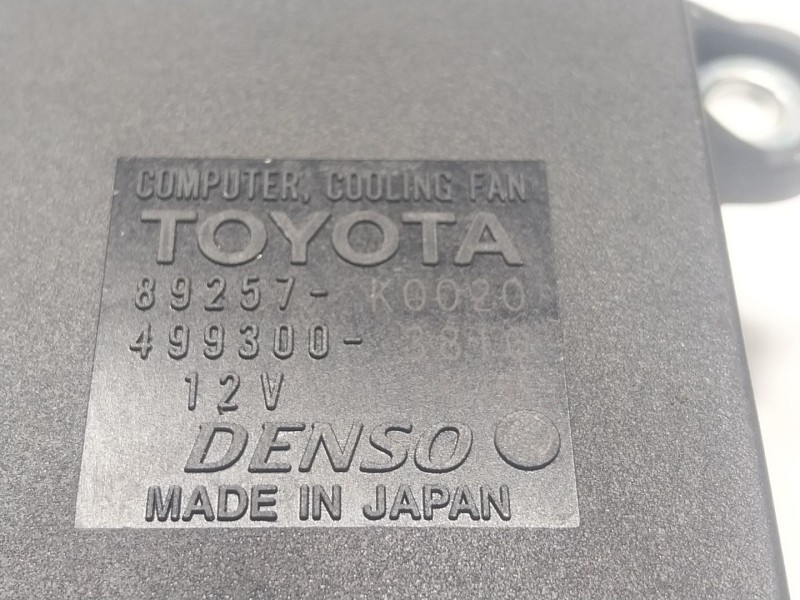 COMPUTER, COOLING FAN
TOYOTA
89257- K0020
499300-
12V
DENSO
MADE IN JAPAN